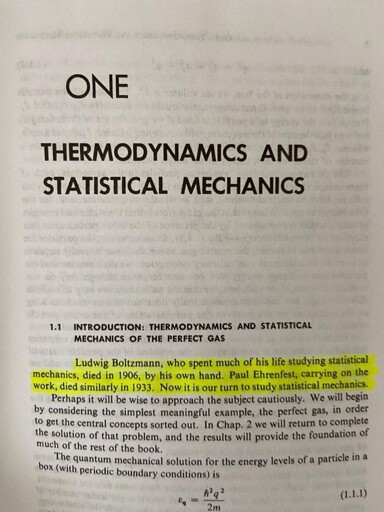 ONE
THERMODYNAMICS AND
STATISTICAL MECHANICS
1.1 INTRODUCTION: THERMODYNAMICS AND STATISTICAL
MECHANICS OF THE PERFECT GAS
Ludwig Boltzmann, who spent much of his life studying statistical
mechanics, died in 1906, by his own hand. Paul Ehrenfest, carrying on the
work, died similarly in 1933. Now it is our turn to study statistical mechanics.
Perhaps it will be wise to approach the subject cautiously. We will begin
by considering the simplest meaningful example, the perfect gas, in order
to get the central concepts sorted out. In Chap. 2 we will return to complete
the solution of that problem, and the results will provide the foundation of
much of the rest of the book.
The quantum mechanical solution for the energy levels of a particle in a
box (with periodic boundary conditions) is
ε_q = ħ²q²/2m (1.1.1)